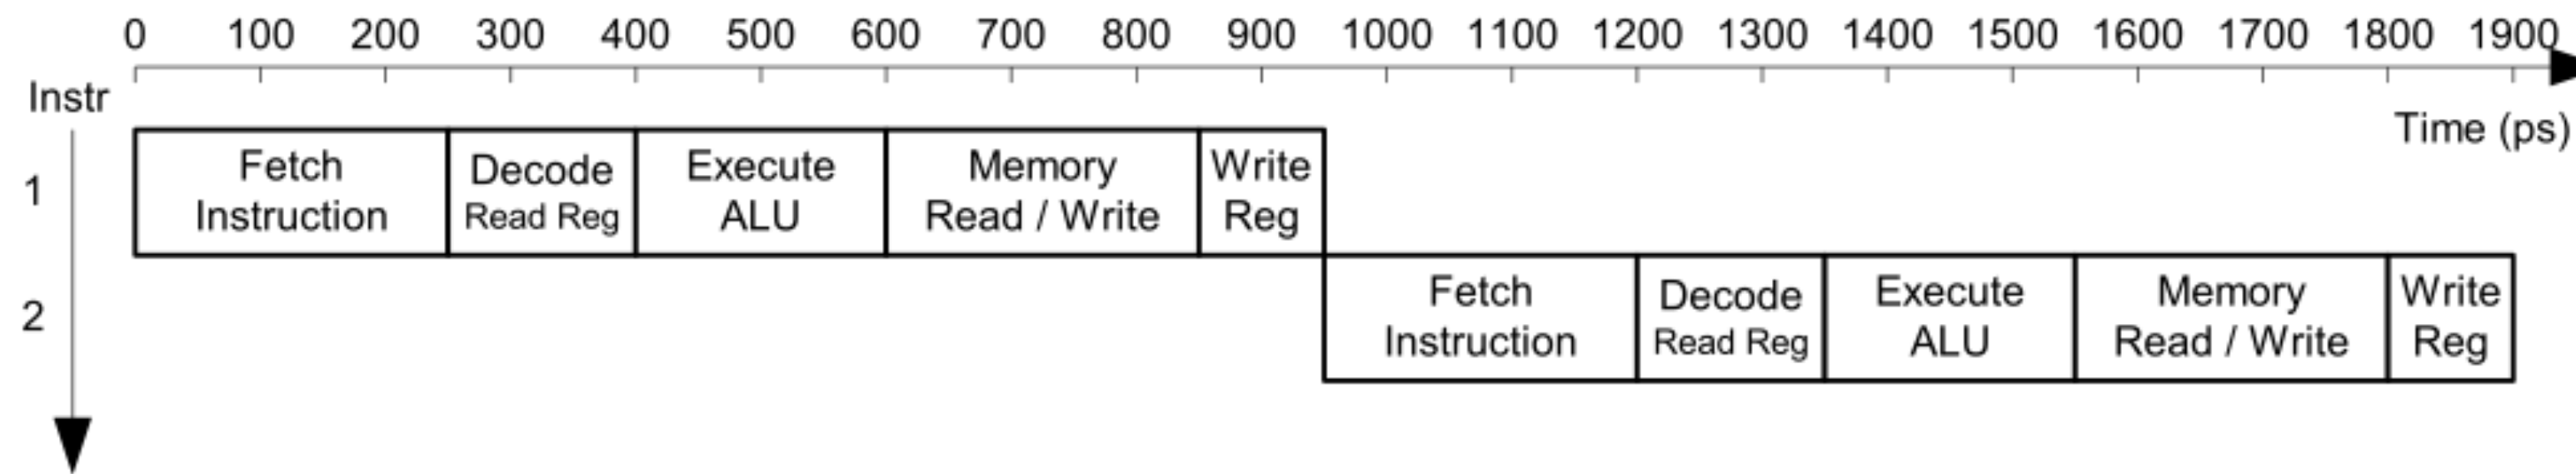 0 100 200 300 400 500 600 700 800 900 1000 1100 1200 1300 1400 1500 1600 1700 1800 1900
Instr
Time (ps)
1
Fetch
Instruction
Decode
Read Reg
Execute
ALU
Memory
Read / Write
Write
Reg
2
Fetch
Instruction
Decode
Read Reg
Execute
ALU
Memory
Read / Write
Write
Reg